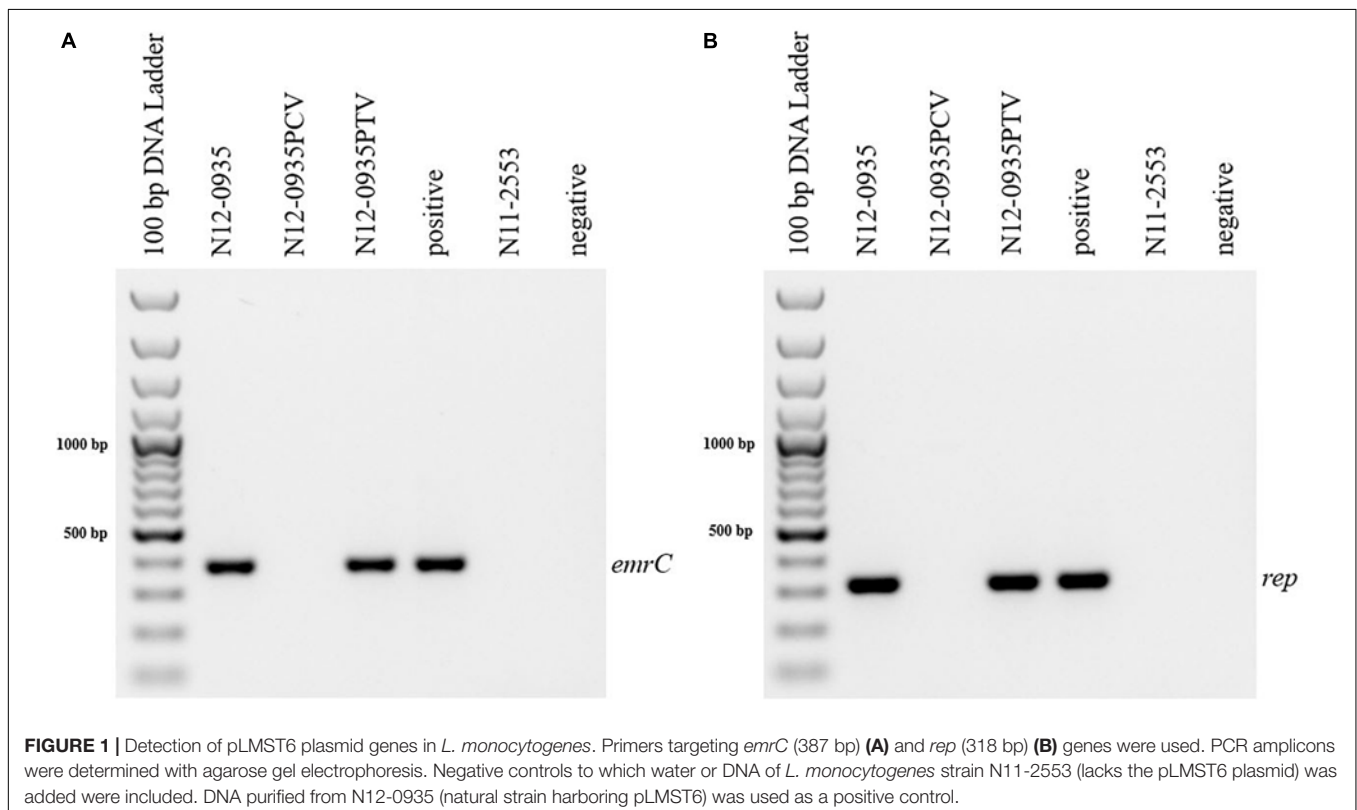 A
B
100 bp DNA Ladder
N12-0935
N12-0935PCV
N12-0935PTV
positive
N11-2553
negative
100 bp DNA Ladder
N12-0935
N12-0935PCV
N12-0935PTV
positive
N11-2553
negative
1000 bp
500 bp
emrC
1000 bp
500 bp
rep
FIGURE 1 | Detection of pLMST6 plasmid genes in L. monocytogenes. Primers targeting emrC (387 bp) (A) and rep (318 bp) (B) genes were used. PCR amplicons
were determined with agarose gel electrophoresis. Negative controls to which water or DNA of L. monocytogenes strain N11-2553 (lacks the pLMST6 plasmid) was
added were included. DNA purified from N12-0935 (natural strain harboring pLMST6) was used as a positive control.